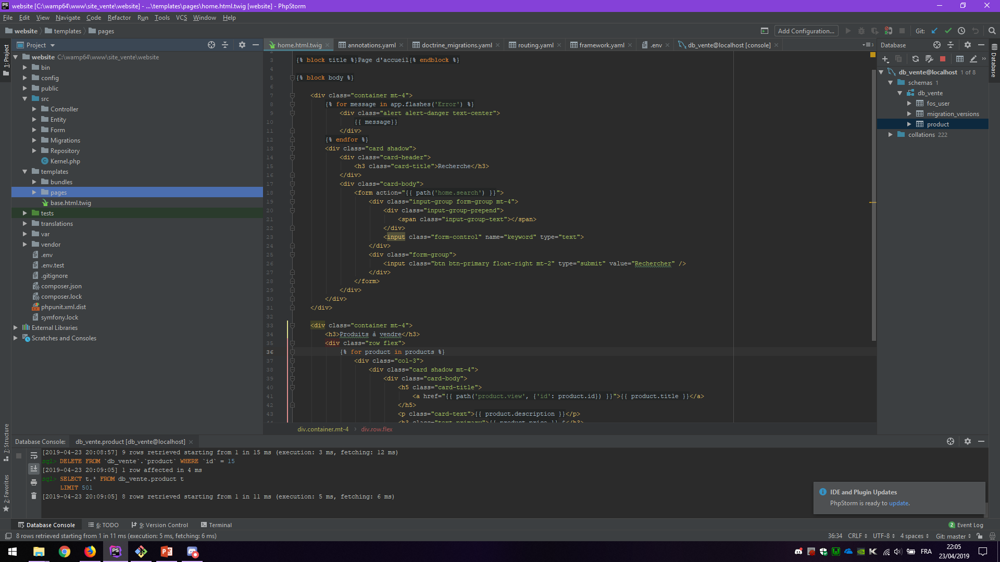 website [C:\wamp64\www\site_vente\website] - ...\templates\pages\home.html.twig [website] - PhpStorm
File Edit View Navigate Code Refactor Run Tools VCS Window Help
website templates pages
Add Configuration... Git:
1: Project
Project
website C:\wamp64\www\site_vente\website
bin
config
public
src
Controller
Entity
Form
Migrations
Repository
Kernel.php
templates
bundles
pages
base.html.twig
tests
translations
var
vendor
.env
.env.test
.gitignore
composer.json
composer.lock
phpunit.xml.dist
symfony.lock
External Libraries
Scratches and Consoles
7: Structure
2: Favorites
home.html.twig annotations.yaml doctrine_migrations.yaml routing.yaml framework.yaml .env db_vente@localhost [console]
3 {% block title %}Page d'accueil{% endblock %}
4
5 {% block body %}
6
7 <div class="container mt-4">
8 {% for message in app.flashes('Error') %}
9 <div class="alert alert-danger text-center">
10 {{ message}}
11 </div>
12 {% endfor %}
13 <div class="card shadow">
14 <div class="card-header">
15 <h3 class="card-title">Recherche</h3>
16 </div>
17 <div class="card-body">
18 <form action="{{ path('home.search') }}">
19 <div class="input-group form-group mt-4">
20 <div class="input-group-prepend">
21 <span class="input-group-text"></span>
22 </div>
23 <input class="form-control" name="keyword" type="text">
24 </div>
25 <div class="form-group">
26 <input class="btn btn-primary float-right mt-2" type="submit" value="Rechercher" />
27 </div>
28 </form>
29 </div>
30 </div>
31 </div>
32
33 <div class="container mt-4">
34 <h3>Produits à vendre</h3>
35 <div class="row flex">
36 {% for product in products %}
37 <div class="col-3">
38 <div class="card shadow mt-4">
39 <div class="card-body">
40 <h5 class="card-title">
41 <a href="{{ path('product.view', {'id': product.id}) }}">{{ product.title }}</a>
42 </h5>
43 <p class="card-text">{{ product.description }}</p>
div.container.mt-4 div.row.flex
Database
Database
db_vente@localhost 1 of 8
schemas 1
db_vente
fos_user
migration_versions
product
collations 222
Database Console: db_vente.product [db_vente@localhost]
[2019-04-23 20:08:57] 9 rows retrieved starting from 1 in 15 ms (execution: 3 ms, fetching: 12 ms)
sql> DELETE FROM `db_vente`.`product` WHERE `id` = 15
[2019-04-23 20:09:05] 1 row affected in 4 ms
sql> SELECT t.* FROM db_vente.product t
LIMIT 501
[2019-04-23 20:09:05] 8 rows retrieved starting from 1 in 11 ms (execution: 5 ms, fetching: 6 ms)
IDE and Plugin Updates
PhpStorm is ready to update.
Database Console 6: TODO 9: Version Control Terminal 2 Event Log
8 rows retrieved starting from 1 in 11 ms (execution: 5 ms, fetching: 6 ms) 36:34 CRLF UTF-8 4 spaces Git: master
FRA
22:05
23/04/2019